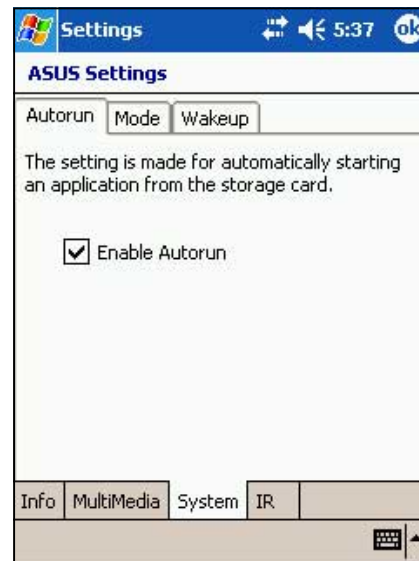 Settings 5:37 ok
ASUS Settings
Autorun Mode Wakeup
The setting is made for automatically starting
an application from the storage card.
Enable Autorun
Info MultiMedia System IR